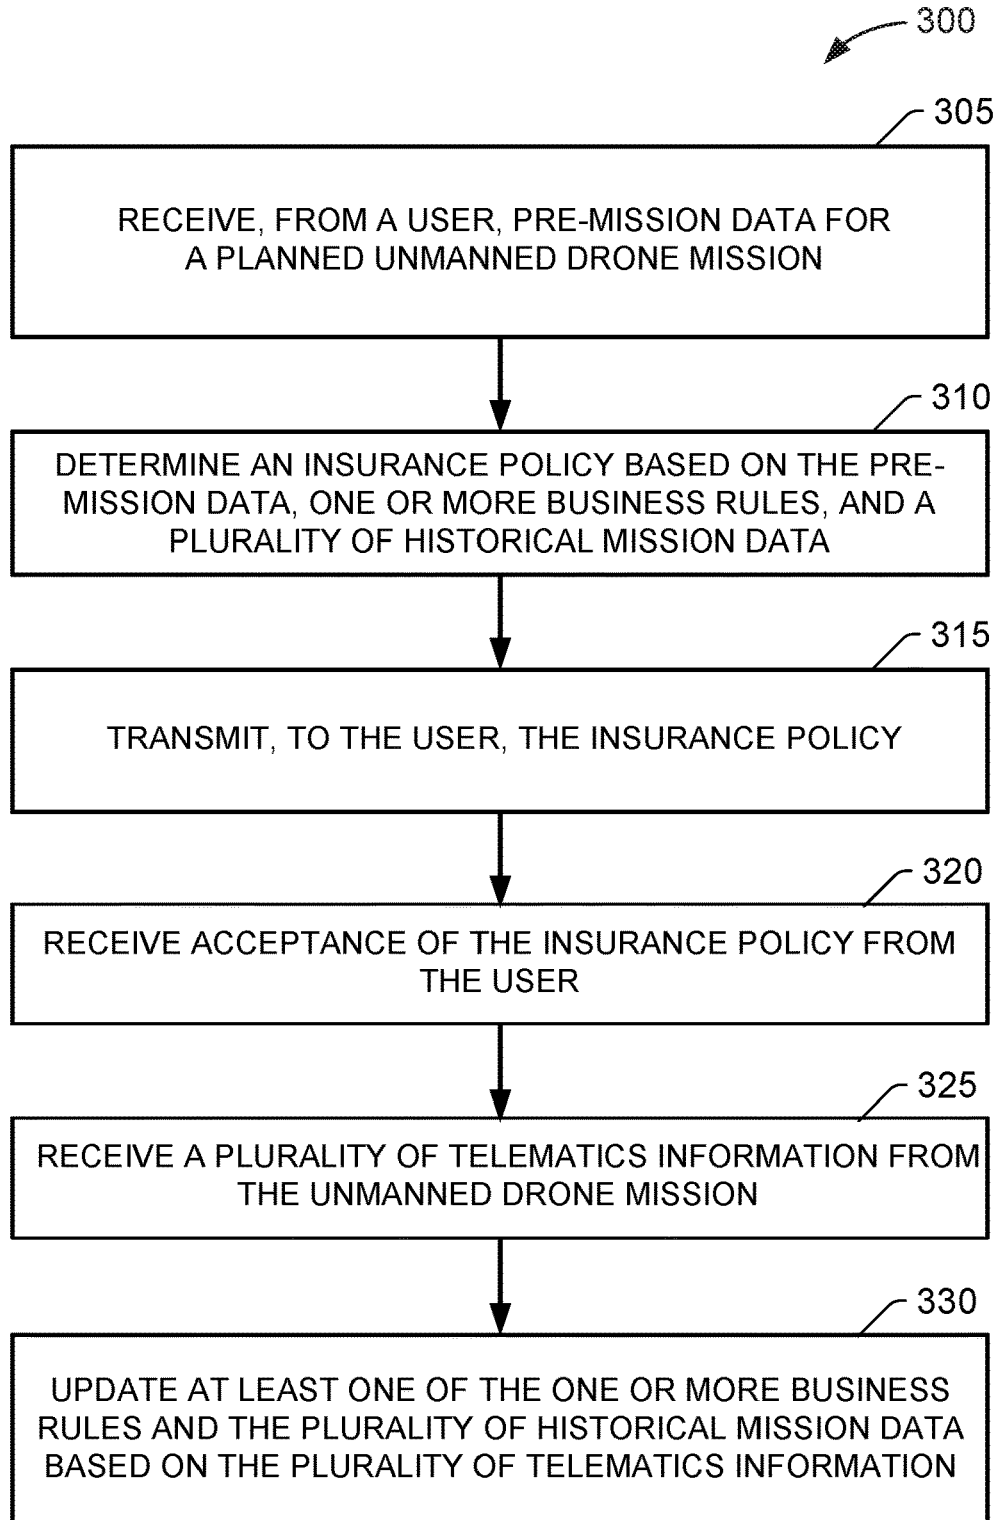 300
305
RECEIVE, FROM A USER, PRE-MISSION DATA FOR
A PLANNED UNMANNED DRONE MISSION
310
DETERMINE AN INSURANCE POLICY BASED ON THE PRE-
MISSION DATA, ONE OR MORE BUSINESS RULES, AND A
PLURALITY OF HISTORICAL MISSION DATA
315
TRANSMIT, TO THE USER, THE INSURANCE POLICY
320
RECEIVE ACCEPTANCE OF THE INSURANCE POLICY FROM
THE USER
325
RECEIVE A PLURALITY OF TELEMATICS INFORMATION FROM
THE UNMANNED DRONE MISSION
330
UPDATE AT LEAST ONE OF THE ONE OR MORE BUSINESS
RULES AND THE PLURALITY OF HISTORICAL MISSION DATA
BASED ON THE PLURALITY OF TELEMATICS INFORMATION